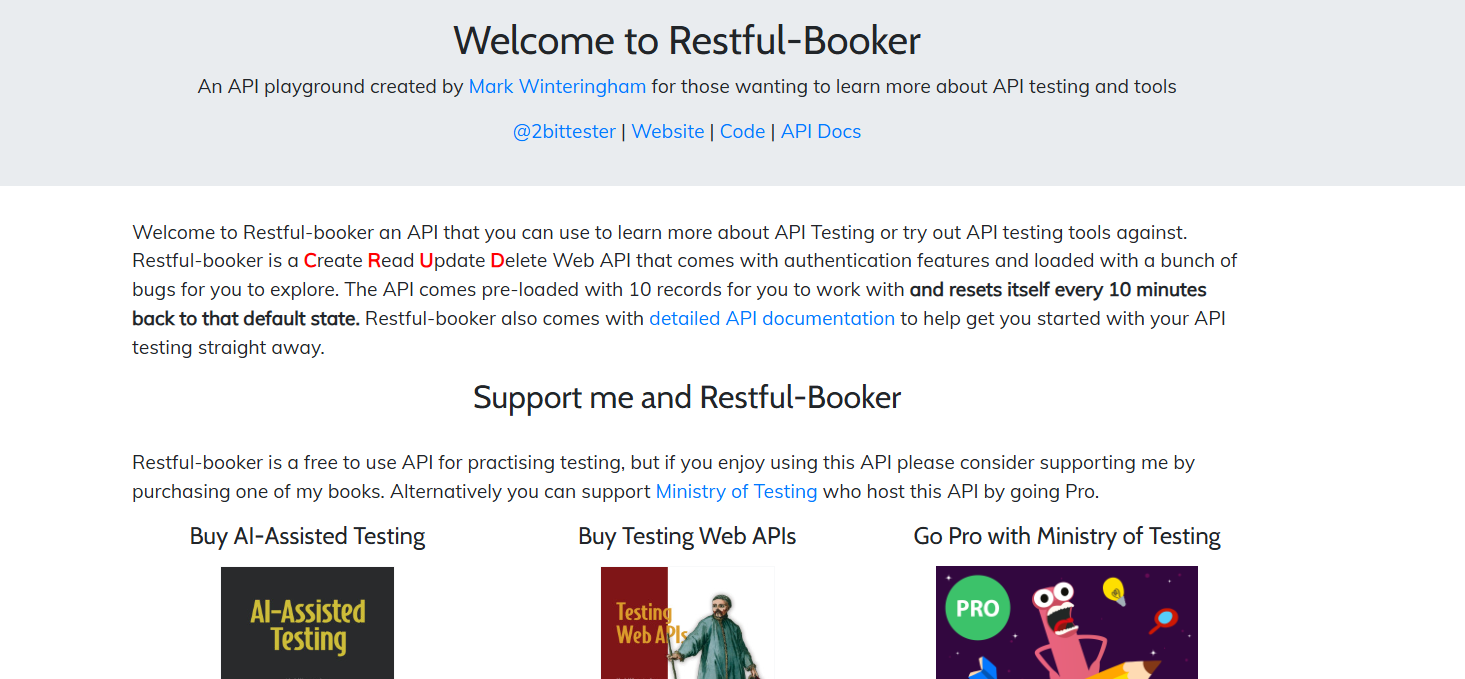 Welcome to Restful-Booker
An API playground created by Mark Winteringham for those wanting to learn more about API testing and tools
@2bittester | Website | Code | API Docs
Welcome to Restful-booker an API that you can use to learn more about API Testing or try out API testing tools against.
Restful-booker is a Create Read Update Delete Web API that comes with authentication features and loaded with a bunch of
bugs for you to explore. The API comes pre-loaded with 10 records for you to work with and resets itself every 10 minutes
back to that default state. Restful-booker also comes with detailed API documentation to help get you started with your API
testing straight away.
Support me and Restful-Booker
Restful-booker is a free to use API for practising testing, but if you enjoy using this API please consider supporting me by
purchasing one of my books. Alternatively you can support Ministry of Testing who host this API by going Pro.
Buy AI-Assisted Testing
Buy Testing Web APIs
Go Pro with Ministry of Testing
AI-Assisted
Testing
Testing
Web APIs
PRO